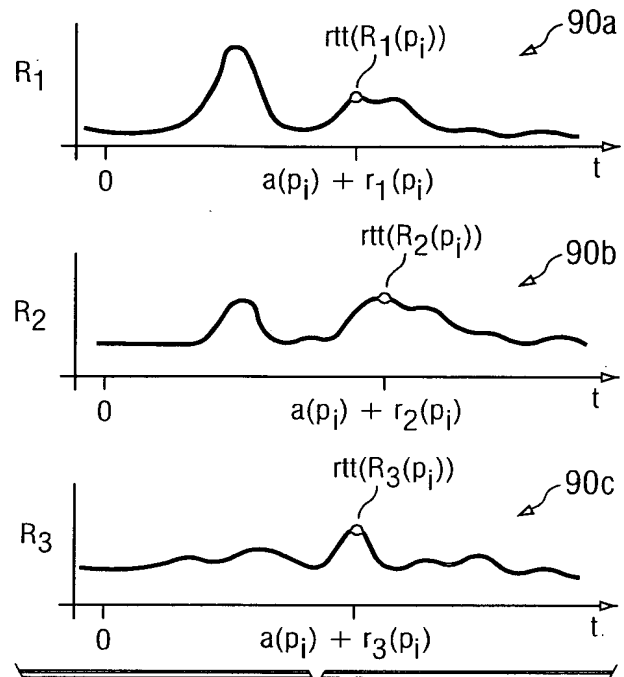 rtt(R₁(pᵢ))
90a
R₁
0
a(pᵢ) + r₁(pᵢ)
t
rtt(R₂(pᵢ))
90b
R₂
0
a(pᵢ) + r₂(pᵢ)
t
rtt(R₃(pᵢ))
90c
R₃
0
a(pᵢ) + r₃(pᵢ)
t